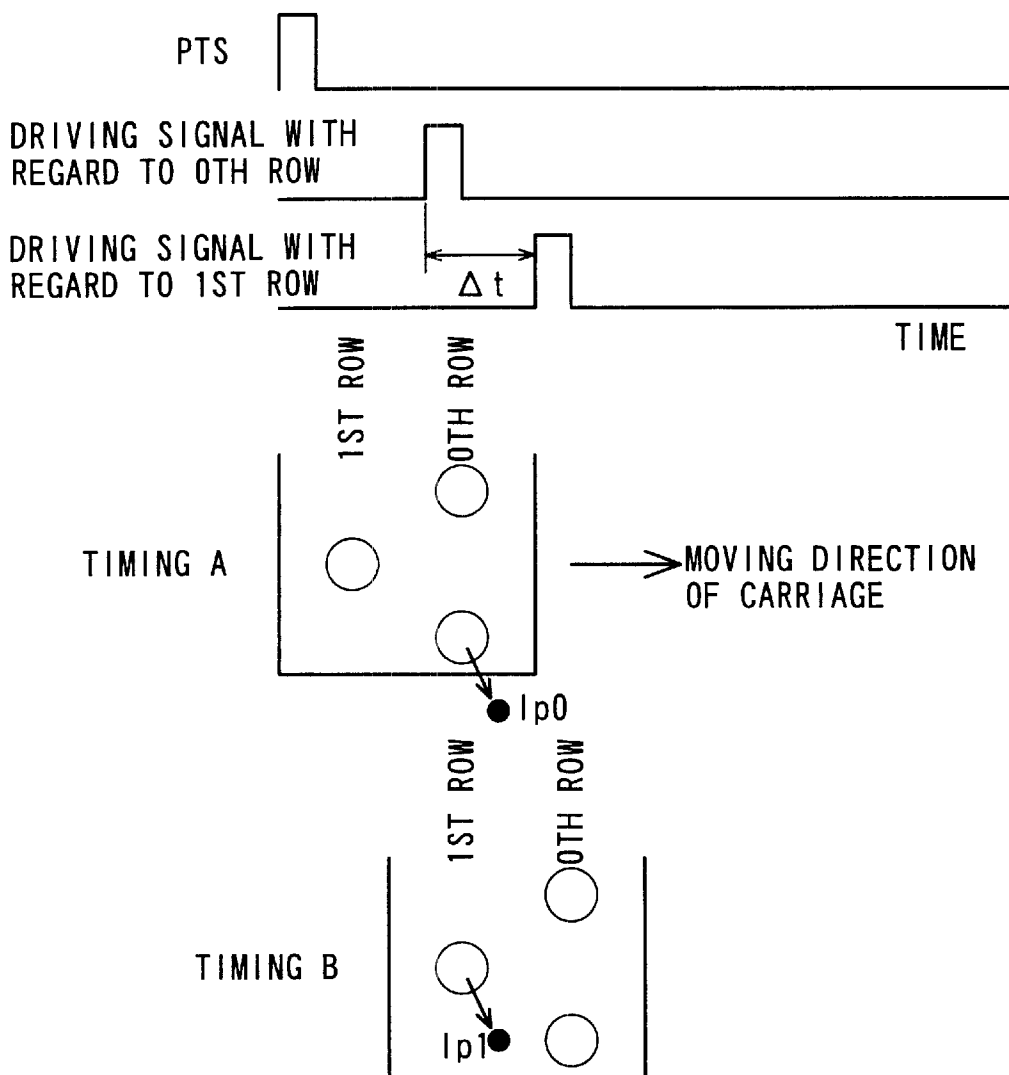 PTS
DRIVING SIGNAL WITH
REGARD TO 0TH ROW
DRIVING SIGNAL WITH
REGARD TO 1ST ROW
Δt
TIME
1ST ROW
0TH ROW
TIMING A
MOVING DIRECTION
OF CARRIAGE
Ip0
1ST ROW
0TH ROW
TIMING B
Ip1